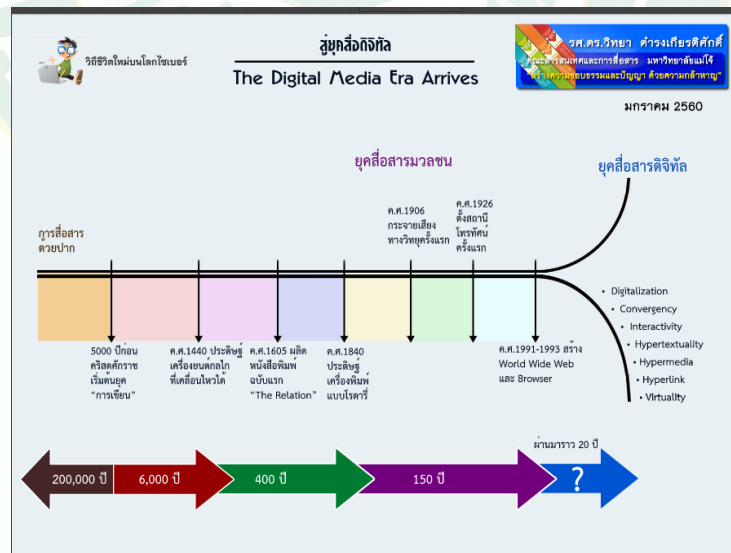 วิถีชีวิตใหม่บนโลกไซเบอร์
สู่ยุคสื่อดิจิทัล
The Digital Media Era Arrives
รศ.ดร.วิทยา ดำรงเกียรติศักดิ์
คณะสารสนเทศและการสื่อสาร มหาวิทยาลัยแม่โจ้
"สร้างความชอบธรรมและปัญญา ด้วยความกล้าหาญ"
มกราคม 2560
ยุคสื่อสารมวลชน
ยุคสื่อสารดิจิทัล
การสื่อสาร
ด้วยปาก
ค.ศ.1906
กระจายเสียง
ทางวิทยุครั้งแรก
ค.ศ.1926
ตั้งสถานี
โทรทัศน์
ครั้งแรก
5000 ปีก่อน
คริสตศักราช
เริ่มต้นยุค
"การเขียน"
ค.ศ.1440 ประดิษฐ์
เครื่องยนต์กลไก
ที่เคลื่อนไหวได้
ค.ศ.1605 ผลิต
หนังสือพิมพ์
ฉบับแรก
"The Relation"
ค.ศ.1840
ประดิษฐ์
เครื่องพิมพ์
แบบโรตารี่
ค.ศ.1991-1993 สร้าง
World Wide Web
และ Browser
• Digitalization
• Convergency
• Interactivity
• Hypertextuality
• Hypermedia
• Hyperlink
• Virtuality
ผ่านมาราว 20 ปี
200,000 ปี
6,000 ปี
400 ปี
150 ปี
?